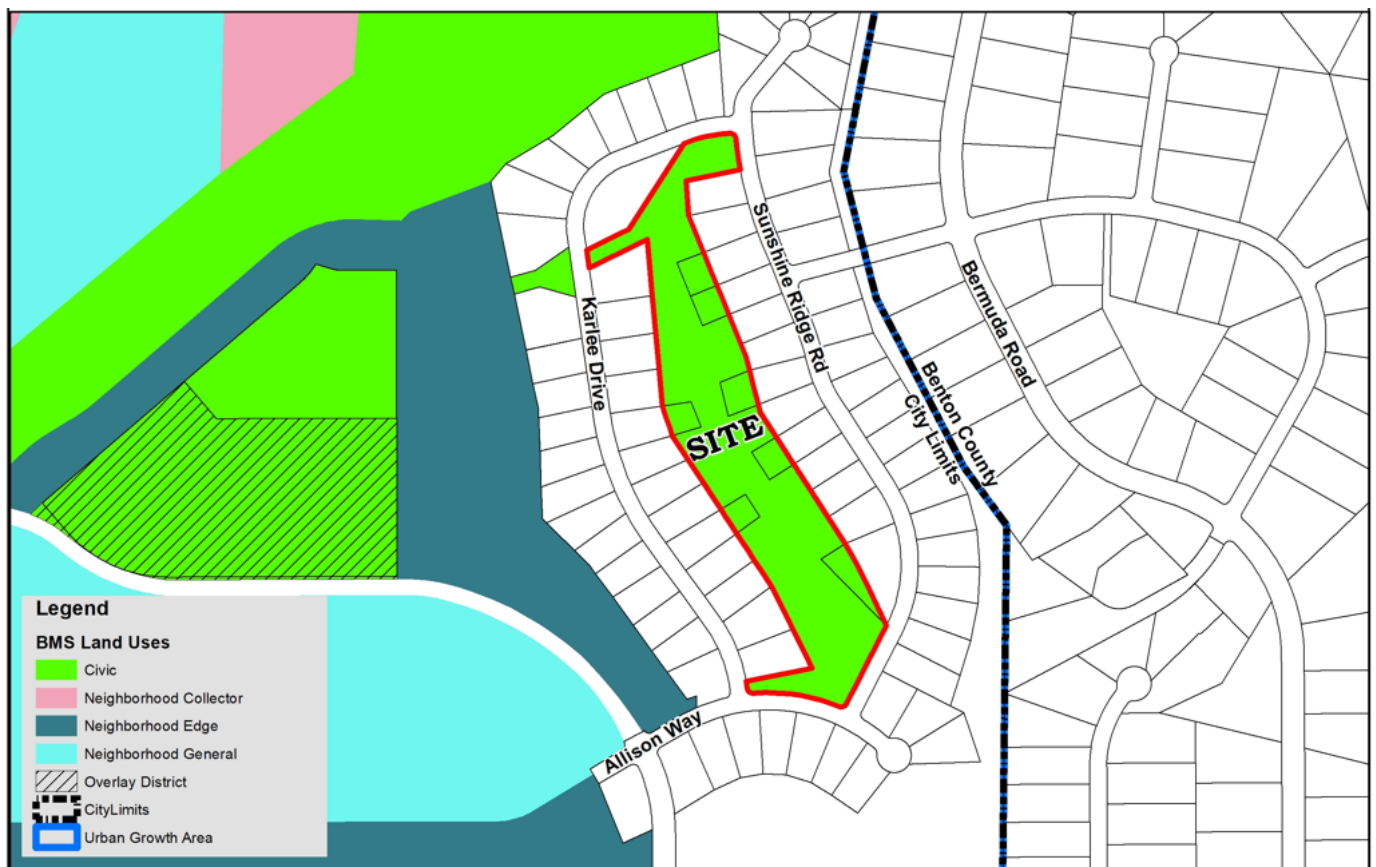 Sunshine Ridge Rd
Karlee Drive
Bermuda Road
Benton County
City Limits
SITE
Allison Way
Legend
BMS Land Uses
Civic
Neighborhood Collector
Neighborhood Edge
Neighborhood General
Overlay District
CityLimits
Urban Growth Area